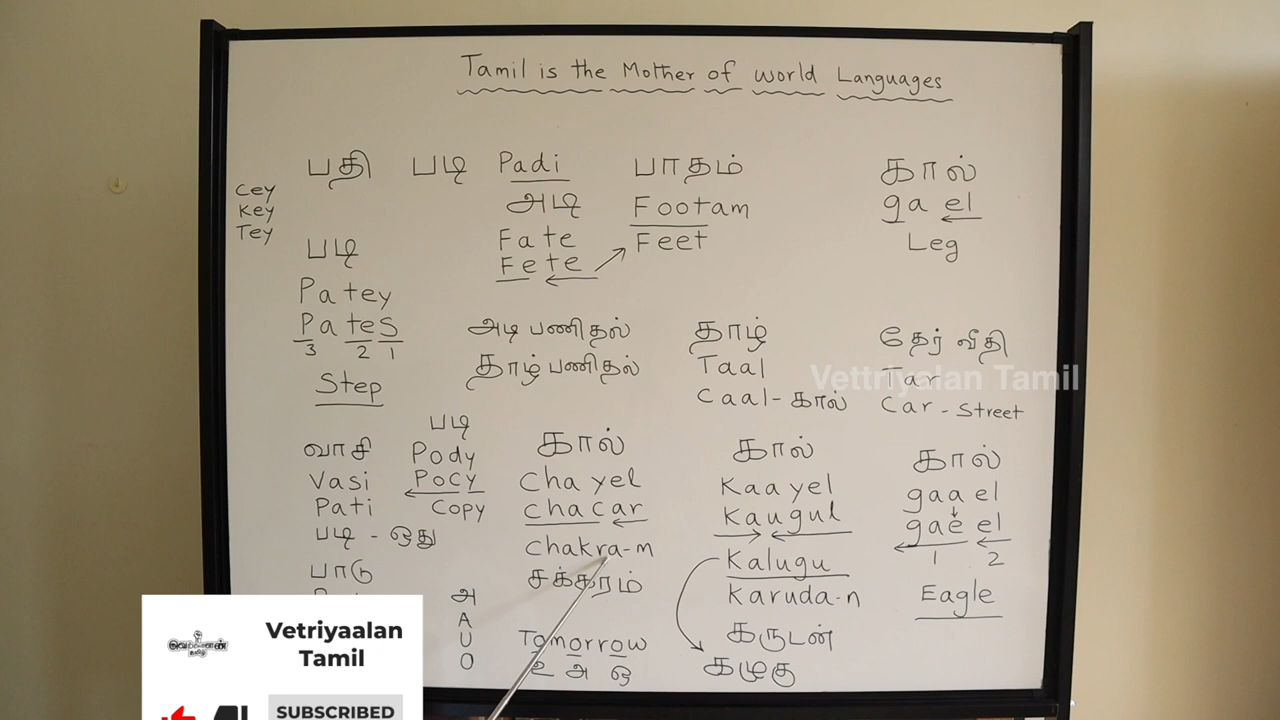 Tamil is the Mother of world Languages
Cey
Key
Tey
பதி
படி
Patey
Pates
3 2 1
Step
படி Padi
அடி
Fate
Fete
பாதம்
Footam
Feet
கால்
ga el
Leg
அடி பணிதல்
தாழ் பணிதல்
தாழ்
Taal
Caal - கால்
தேர் வீதி
Tar
Car - Street
வாசி
Vasi
Pati
படி - ஒது
பாடு
படி
Pody
Pocy
Copy
அ
A
U
O
கால்
Chayel
Chacar
Chakra-m
சக்கரம்
Tomorrow
உ அ ஒ
கால்
Kaayel
Kaugul
Kalugu
Karuda-n
கருடன்
கழுகு
கால்
gaa el
gae el
1 2
Eagle
Vettriyalan Tamil
வெற்றியாளன்
தமிழ்
Vetriyaalan
Tamil
SUBSCRIBED